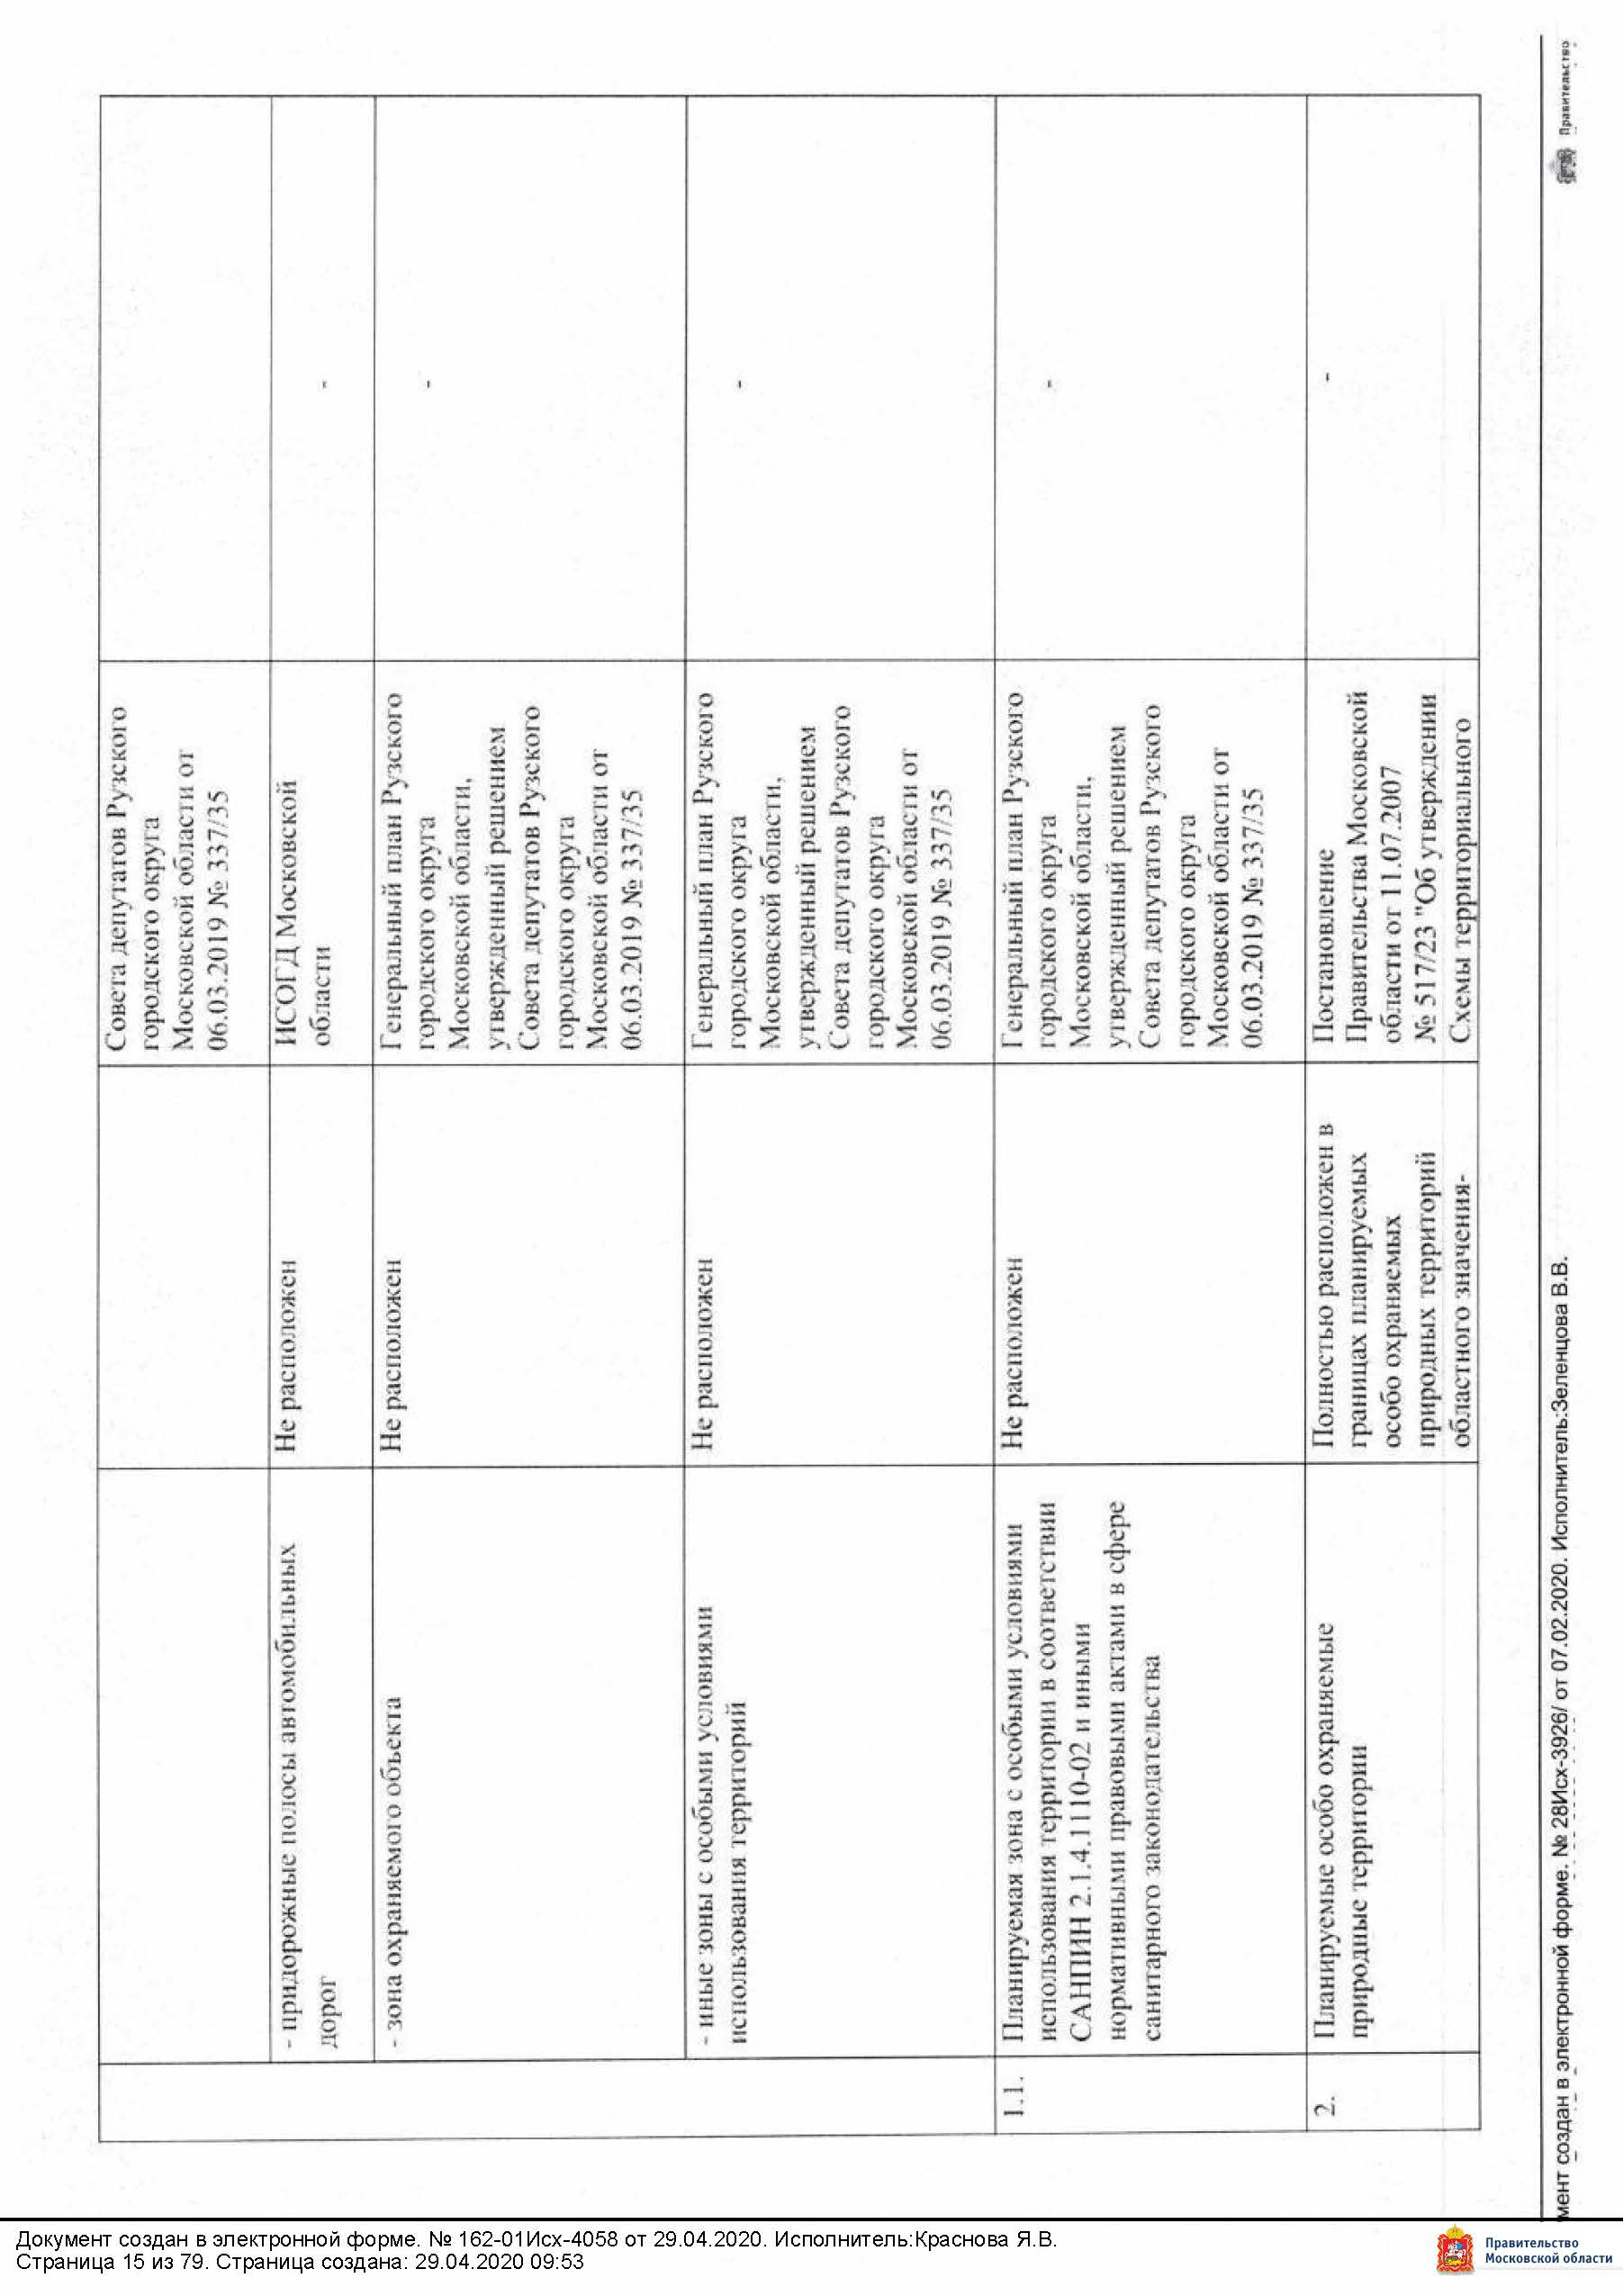 Совета депутатов Рузского
городского округа
Московской области от
06.03.2019 № 337/35
- придорожные полосы автомобильных
дорог
Не расположен
ИСОГД Московской
области
-
- зона охраняемого объекта
Не расположен
Генеральный план Рузского
городского округа
Московской области,
утвержденный решением
Совета депутатов Рузского
городского округа
Московской области от
06.03.2019 № 337/35
-
- иные зоны с особыми условиями
использования территорий
Не расположен
Генеральный план Рузского
городского округа
Московской области,
утвержденный решением
Совета депутатов Рузского
городского округа
Московской области от
06.03.2019 № 337/35
-
1.1.
Планируемая зона с особыми условиями
использования территории в соответствии
САНПИН 2.1.4.1110-02 и иными
нормативными правовыми актами в сфере
санитарного законодательства
Не расположен
Генеральный план Рузского
городского округа
Московской области,
утвержденный решением
Совета депутатов Рузского
городского округа
Московской области от
06.03.2019 № 337/35
-
2.
Планируемые особо охраняемые
природные территории
Полностью расположен в
границах планируемых
особо охраняемых
природных территорий
областного значения-
Постановление
Правительства Московской
области от 11.07.2007
№ 517/23 "Об утверждении
Схемы территориального
-
мент создан в электронной форме. № 28Исх-3926/ от 07.02.2020. Исполнитель:Зеленцова В.В.
Правительство
Документ создан в электронной форме. № 162-01Исх-4058 от 29.04.2020. Исполнитель:Краснова Я.В.
Страница 15 из 79. Страница создана: 29.04.2020 09:53
Правительство
Московской области